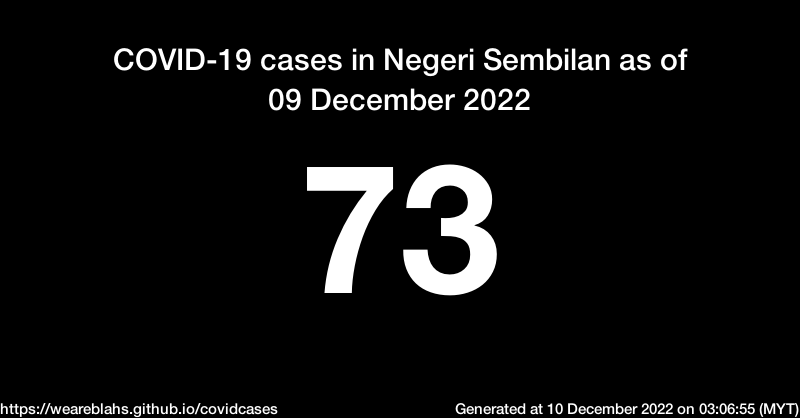 COVID-19 cases in Negeri Sembilan as of
09 December 2022
73
https://weareblahs.github.io/covidcases
Generated at 10 December 2022 on 03:06:55 (MYT)